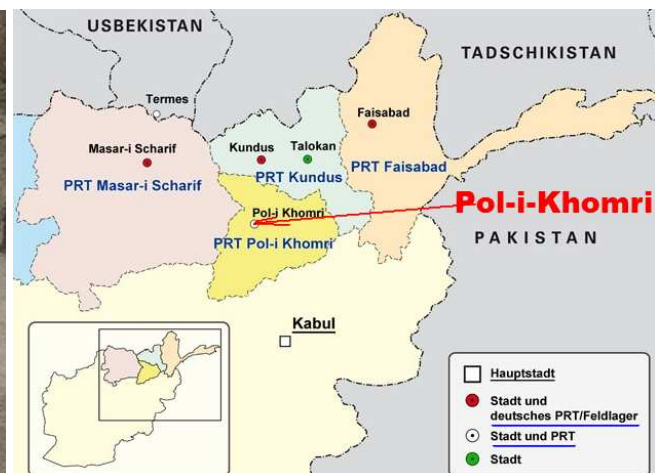 USBEKISTAN
TADSCHIKISTAN
Termes
Faisabad
Masar-i Scharif
Kundus
Talokan
PRT Masar-i Scharif
PRT Kundus
PRT Faisabad
Pol-i Khomri
Pol-i-Khomri
PRT Pol-i Khomri
PAKISTAN
Kabul
Hauptstadt
Stadt und
deutsches PRT/Feldlager
Stadt und PRT
Stadt